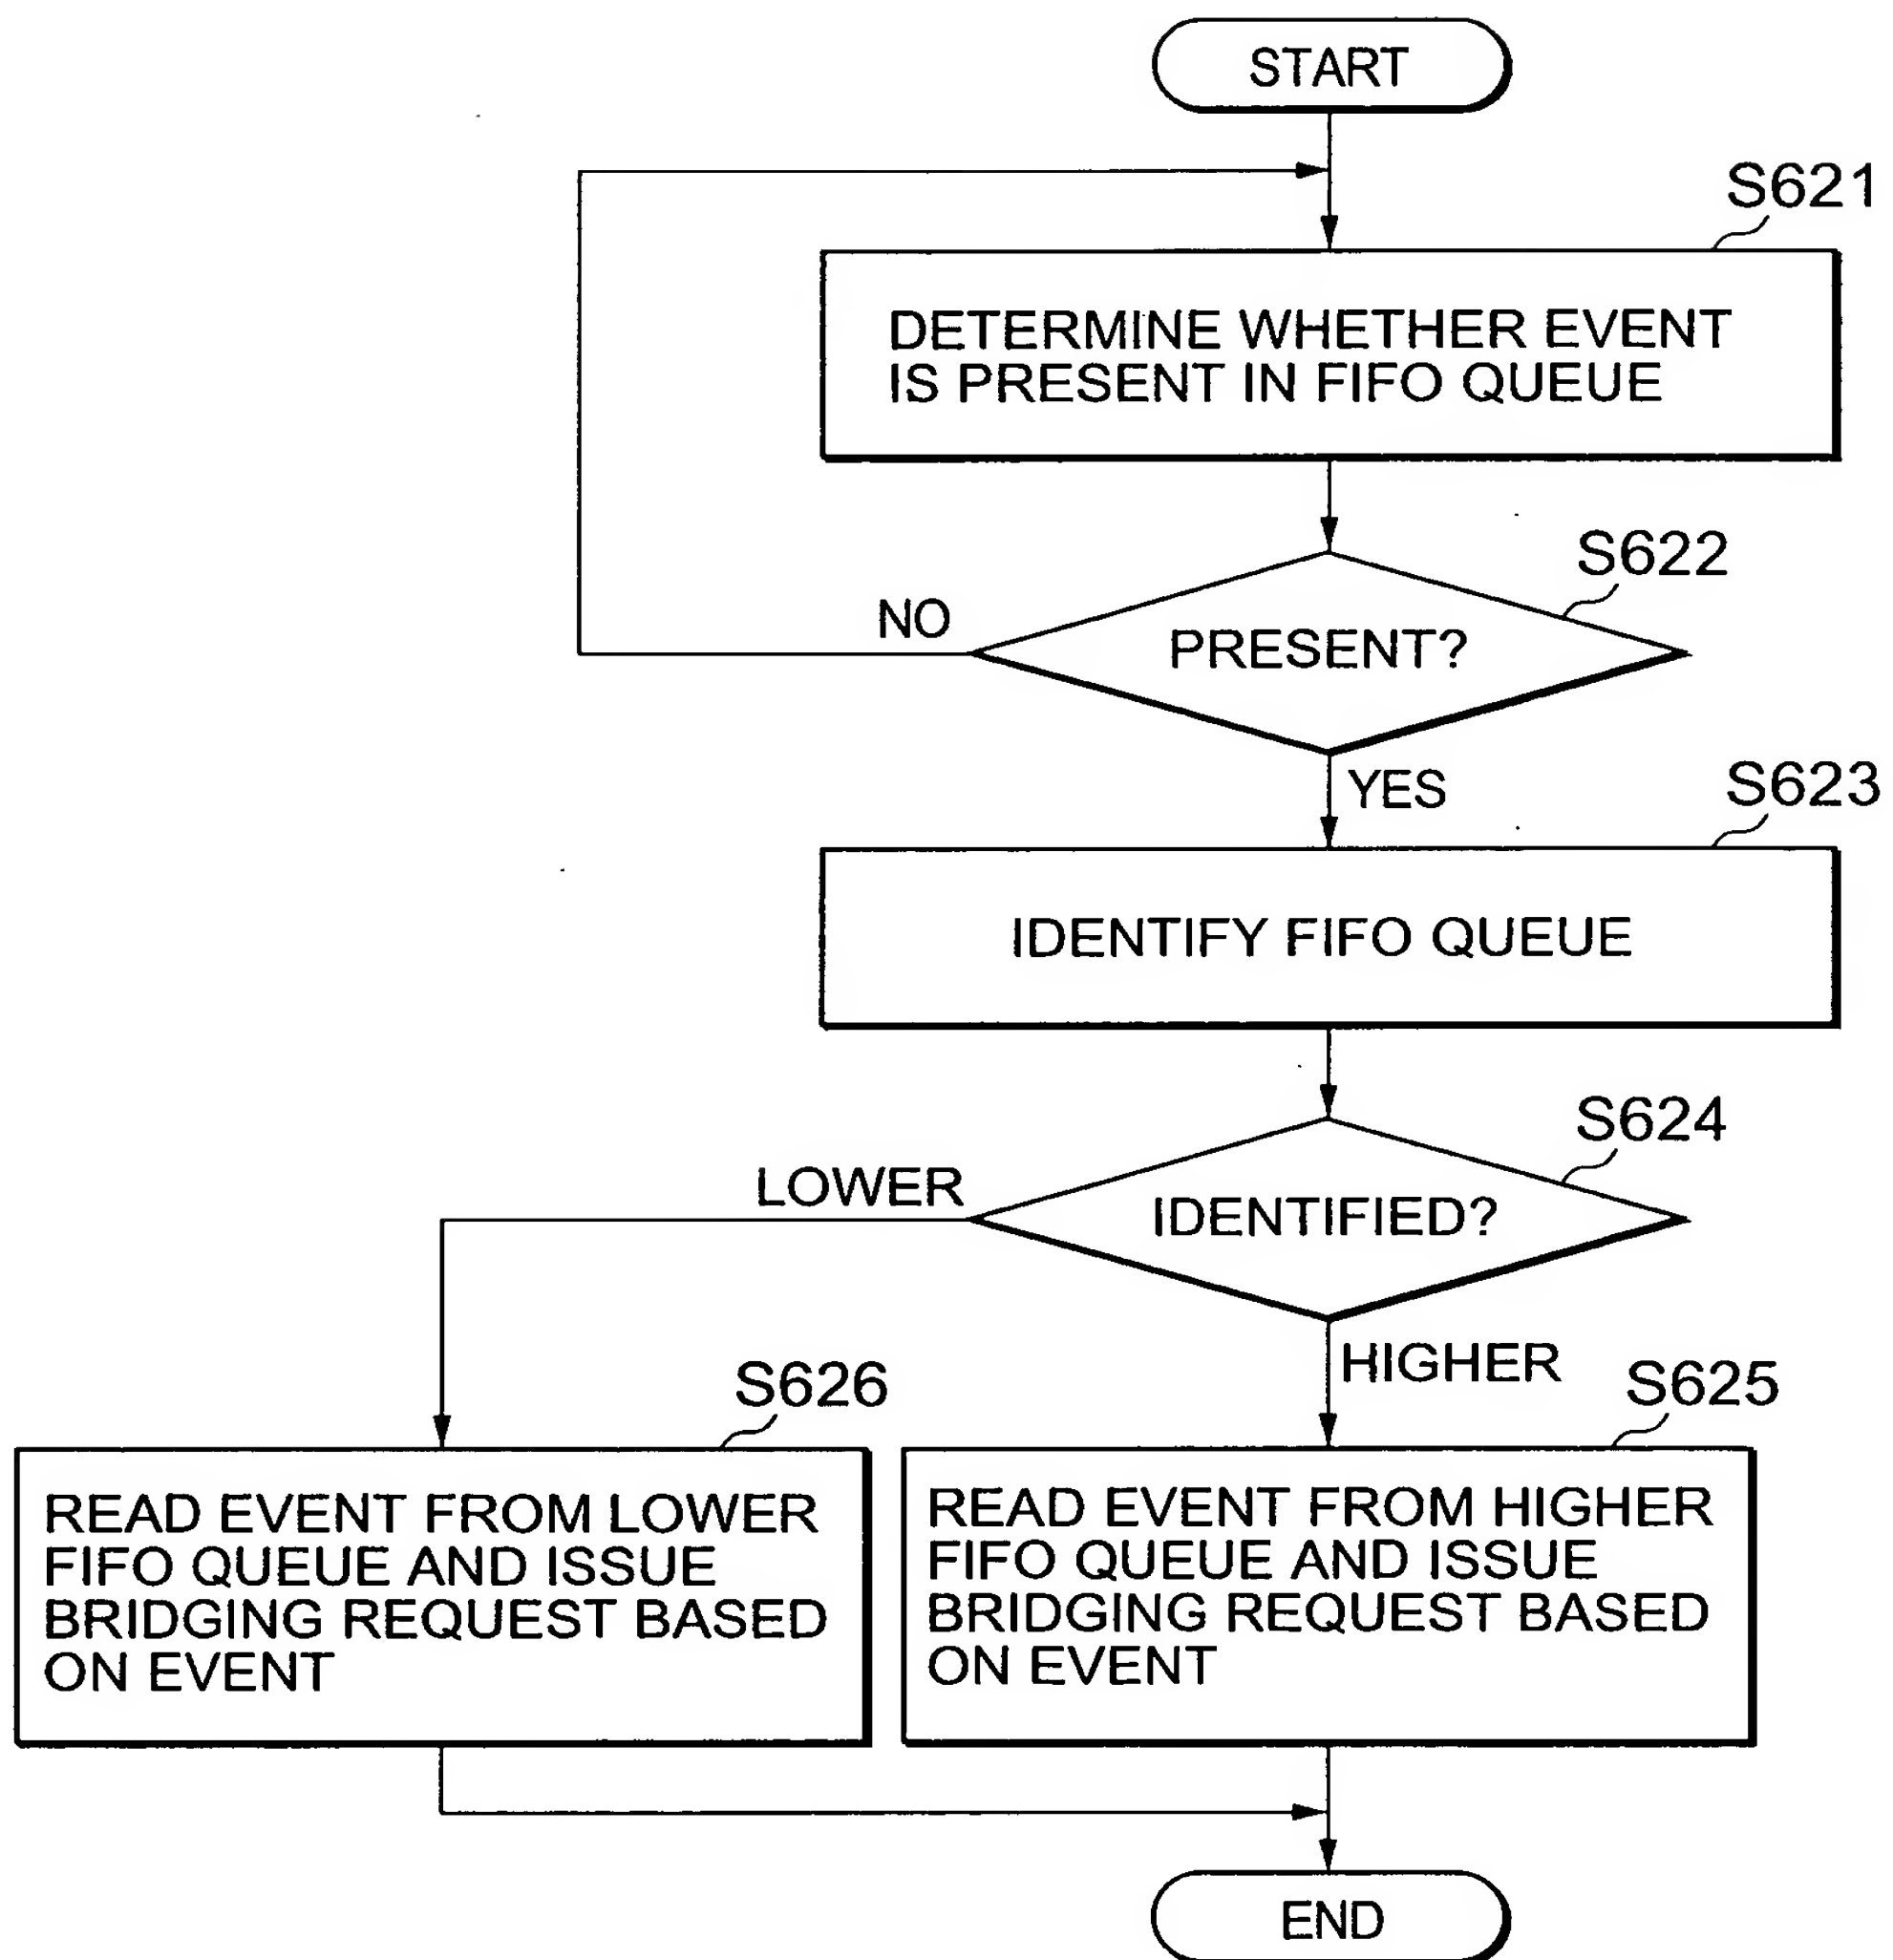 START
S621
DETERMINE WHETHER EVENT
IS PRESENT IN FIFO QUEUE
S622
NO
PRESENT?
YES
S623
IDENTIFY FIFO QUEUE
S624
LOWER
IDENTIFIED?
HIGHER
S626
S625
READ EVENT FROM LOWER
FIFO QUEUE AND ISSUE
BRIDGING REQUEST BASED
ON EVENT
READ EVENT FROM HIGHER
FIFO QUEUE AND ISSUE
BRIDGING REQUEST BASED
ON EVENT
END